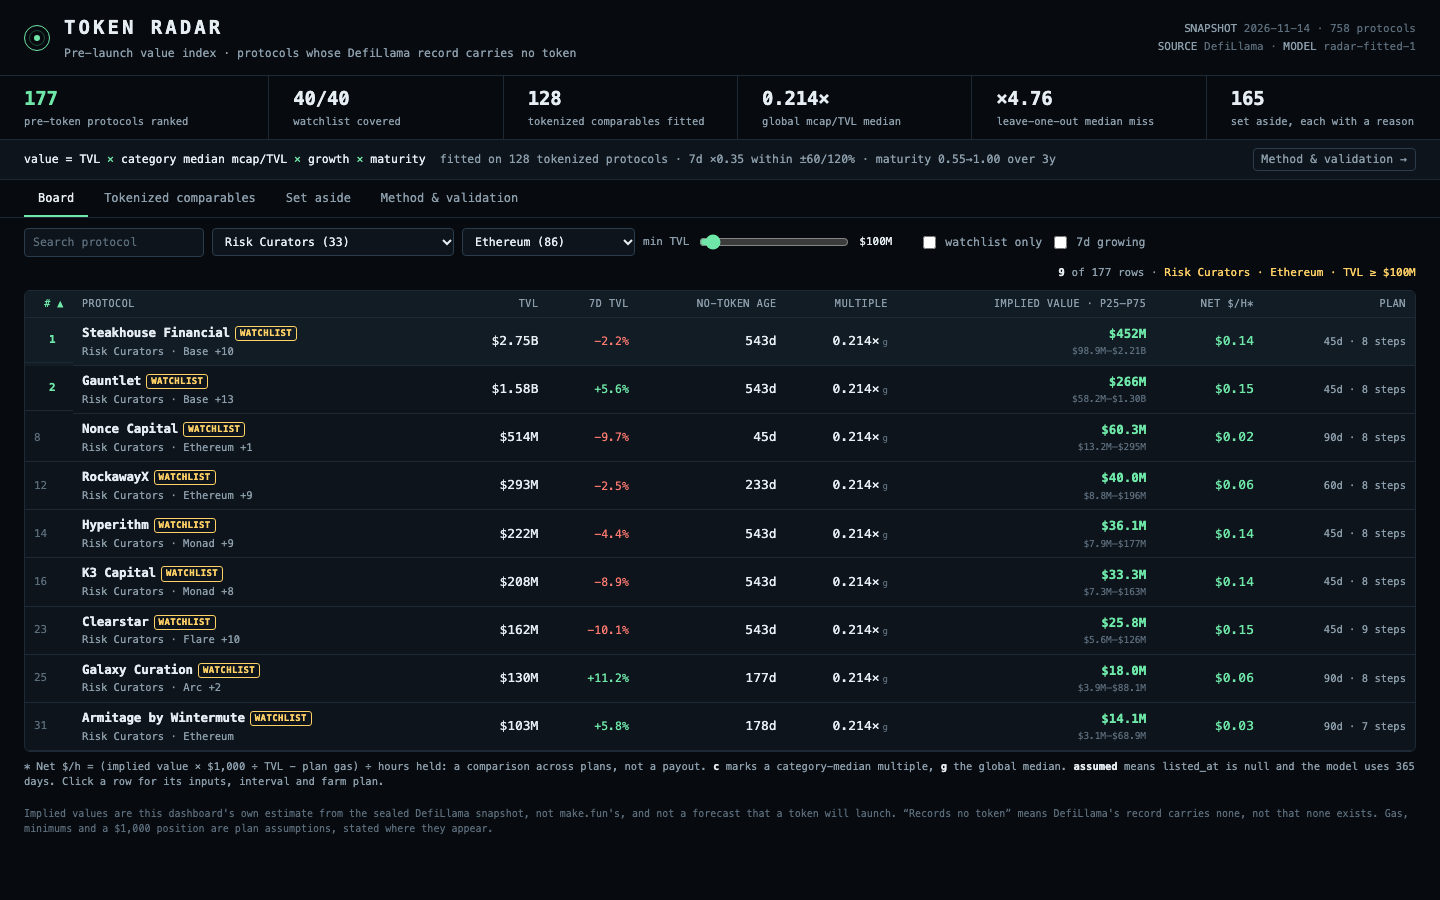 TOKEN RADAR
Pre-launch value index · protocols whose DefiLlama record carries no token
SNAPSHOT 2026-11-14 · 758 protocols
SOURCE DefiLlama · MODEL radar-fitted-1
177
pre-token protocols ranked
40/40
watchlist covered
128
tokenized comparables fitted
0.214×
global mcap/TVL median
×4.76
leave-one-out median miss
165
set aside, each with a reason
value = TVL × category median mcap/TVL × growth × maturity fitted on 128 tokenized protocols · 7d ×0.35 within ±60/120% · maturity 0.55→1.00 over 3y
Method & validation →
Board Tokenized comparables Set aside Method & validation
Search protocol Risk Curators (33) Ethereum (86) min TVL $100M watchlist only 7d growing
9 of 177 rows · Risk Curators · Ethereum · TVL ≥ $100M
# ▲ PROTOCOL TVL 7D TVL NO-TOKEN AGE MULTIPLE IMPLIED VALUE · P25–P75 NET $/H* PLAN
1 Steakhouse Financial WATCHLIST $2.75B −2.2% 543d 0.214× g $452M $0.14 45d · 8 steps
Risk Curators · Base +10 $98.9M–$2.21B
2 Gauntlet WATCHLIST $1.58B +5.6% 543d 0.214× g $266M $0.15 45d · 8 steps
Risk Curators · Base +13 $58.2M–$1.30B
8 Nonce Capital WATCHLIST $514M −9.7% 45d 0.214× g $60.3M $0.02 90d · 8 steps
Risk Curators · Ethereum +1 $13.2M–$295M
12 RockawayX WATCHLIST $293M −2.5% 233d 0.214× g $40.0M $0.06 60d · 8 steps
Risk Curators · Ethereum +9 $8.8M–$196M
14 Hyperithm WATCHLIST $222M −4.4% 543d 0.214× g $36.1M $0.14 45d · 8 steps
Risk Curators · Monad +9 $7.9M–$177M
16 K3 Capital WATCHLIST $208M −8.9% 543d 0.214× g $33.3M $0.14 45d · 8 steps
Risk Curators · Monad +8 $7.3M–$163M
23 Clearstar WATCHLIST $162M −10.1% 543d 0.214× g $25.8M $0.15 45d · 9 steps
Risk Curators · Flare +10 $5.6M–$126M
25 Galaxy Curation WATCHLIST $130M +11.2% 177d 0.214× g $18.0M $0.06 90d · 8 steps
Risk Curators · Arc +2 $3.9M–$88.1M
31 Armitage by Wintermute WATCHLIST $103M +5.8% 178d 0.214× g $14.1M $0.03 90d · 7 steps
Risk Curators · Ethereum $3.1M–$68.9M
* Net $/h = (implied value × $1,000 ÷ TVL − plan gas) ÷ hours held: a comparison across plans, not a payout. c marks a category-median multiple, g the global median. assumed means listed_at is null and the model uses 365
days. Click a row for its inputs, interval and farm plan.
Implied values are this dashboard's own estimate from the sealed DefiLlama snapshot, not make.fun's, and not a forecast that a token will launch. “Records no token” means DefiLlama's record carries none, not that none exists. Gas,
minimums and a $1,000 position are plan assumptions, stated where they appear.